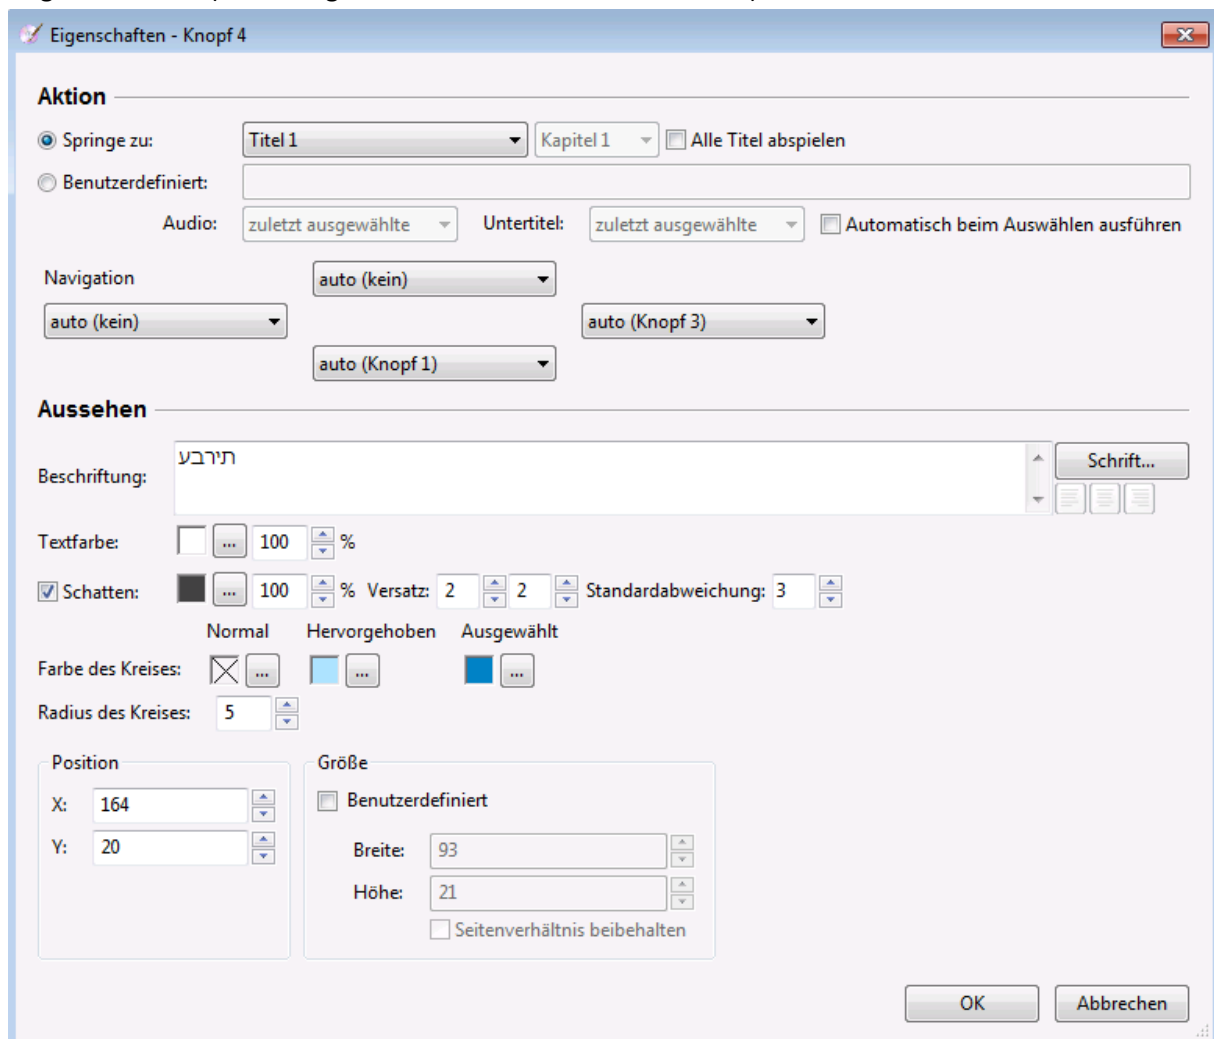 Eigenschaften - Knopf 4
Aktion
Springe zu: Titel 1 Kapitel 1 Alle Titel abspielen
Benutzerdefiniert:
Audio: zuletzt ausgewählte Untertitel: zuletzt ausgewählte Automatisch beim Auswählen ausführen
Navigation auto (kein)
auto (kein) auto (Knopf 3)
auto (Knopf 1)
Aussehen
תירבע
Beschriftung: Schrift...
Textfarbe: ... 100 %
Schatten: ... 100 % Versatz: 2 2 Standardabweichung: 3
Normal Hervorgehoben Ausgewählt
Farbe des Kreises: ... ... ...
Radius des Kreises: 5
Position Größe
X: 164 Benutzerdefiniert
Y: 20 Breite: 93
Höhe: 21
Seitenverhältnis beibehalten
OK Abbrechen